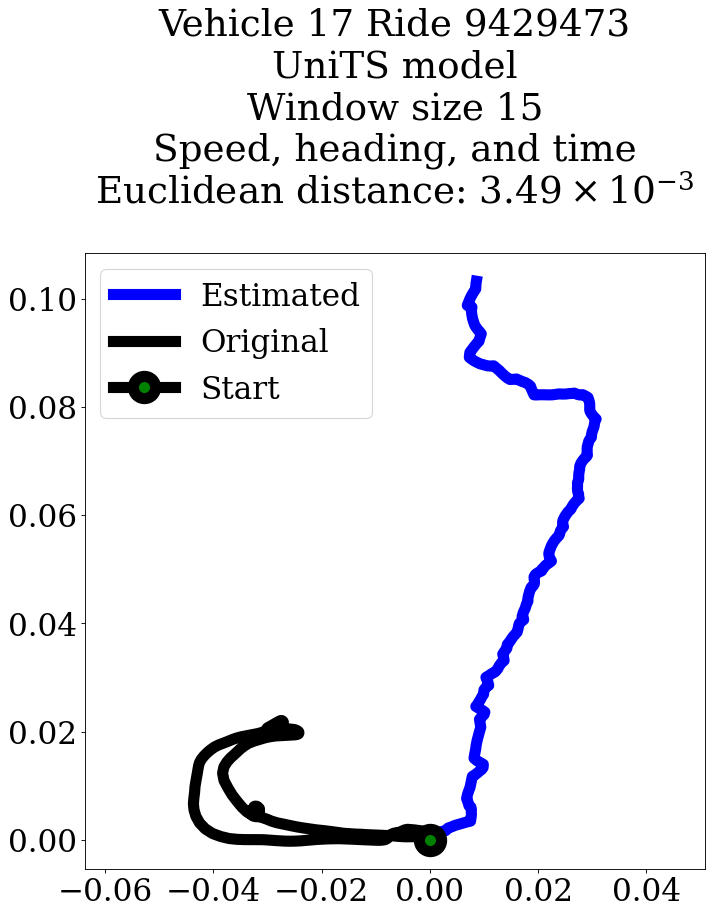 Vehicle 17 Ride 9429473
UniTS model
Window size 15
Speed, heading, and time
Euclidean distance: 3.49 × 10⁻³
Estimated
Original
Start
0.10
0.08
0.06
0.04
0.02
0.00
−0.06 −0.04 −0.02 0.00 0.02 0.04